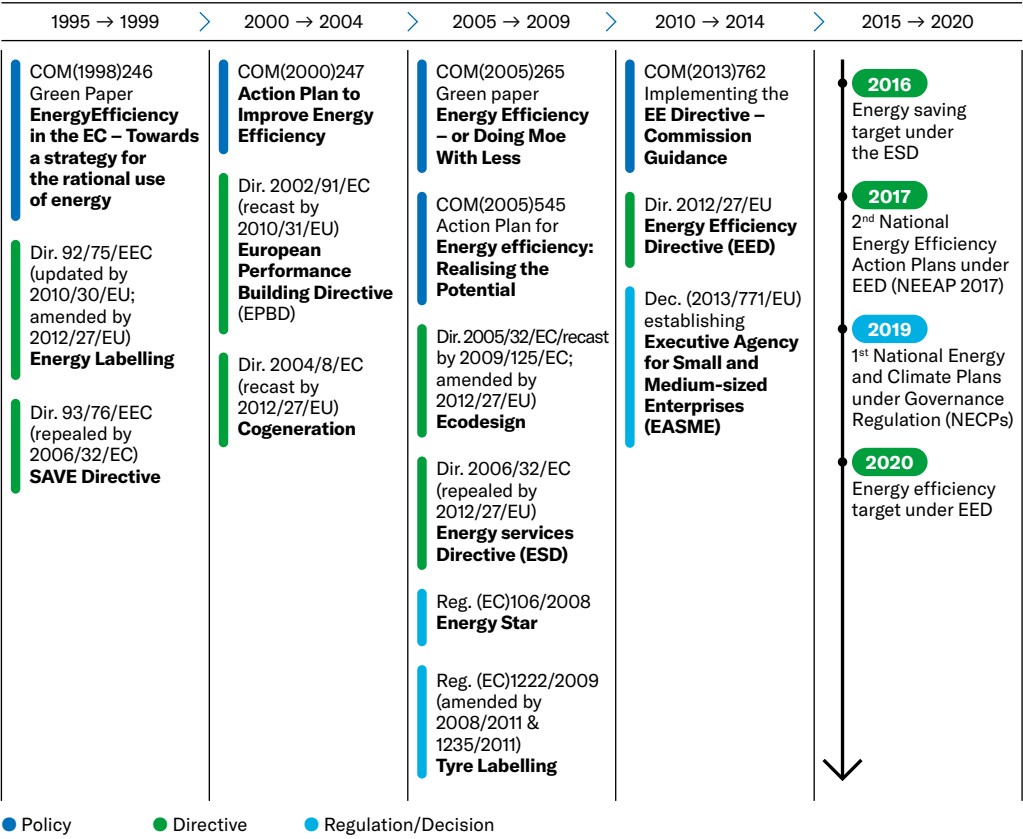 1995 → 1999
2000 → 2004
2005 → 2009
2010 → 2014
2015 → 2020
COM(1998)246
Green Paper
EnergyEfficiency
in the EC – Towards
a strategy for
the rational use
of energy
Dir. 92/75/EEC
(updated by
2010/30/EU;
amended by
2012/27/EU)
Energy Labelling
Dir. 93/76/EEC
(repealed by
2006/32/EC)
SAVE Directive
COM(2000)247
Action Plan to
Improve Energy
Efficiency
Dir. 2002/91/EC
(recast by
2010/31/EU)
European
Performance
Building Directive
(EPBD)
Dir. 2004/8/EC
(recast by
2012/27/EU)
Cogeneration
COM(2005)265
Green paper
Energy Efficiency
– or Doing Moe
With Less
COM(2005)545
Action Plan for
Energy efficiency:
Realising the
Potential
Dir.2005/32/EC/recast
by 2009/125/EC;
amended by
2012/27/EU)
Ecodesign
Dir. 2006/32/EC
(repealed by
2012/27/EU)
Energy services
Directive (ESD)
Reg. (EC)106/2008
Energy Star
Reg. (EC)1222/2009
(amended by
2008/2011 &
1235/2011)
Tyre Labelling
COM(2013)762
Implementing the
EE Directive –
Commission
Guidance
Dir. 2012/27/EU
Energy Efficiency
Directive (EED)
Dec. (2013/771/EU)
establishing
Executive Agency
for Small and
Medium-sized
Enterprises
(EASME)
2016
Energy saving
target under
the ESD
2017
2nd National
Energy Efficiency
Action Plans under
EED (NEEAP 2017)
2019
1st National Energy
and Climate Plans
under Governance
Regulation (NECPs)
2020
Energy efficiency
target under EED
Policy
Directive
Regulation/Decision